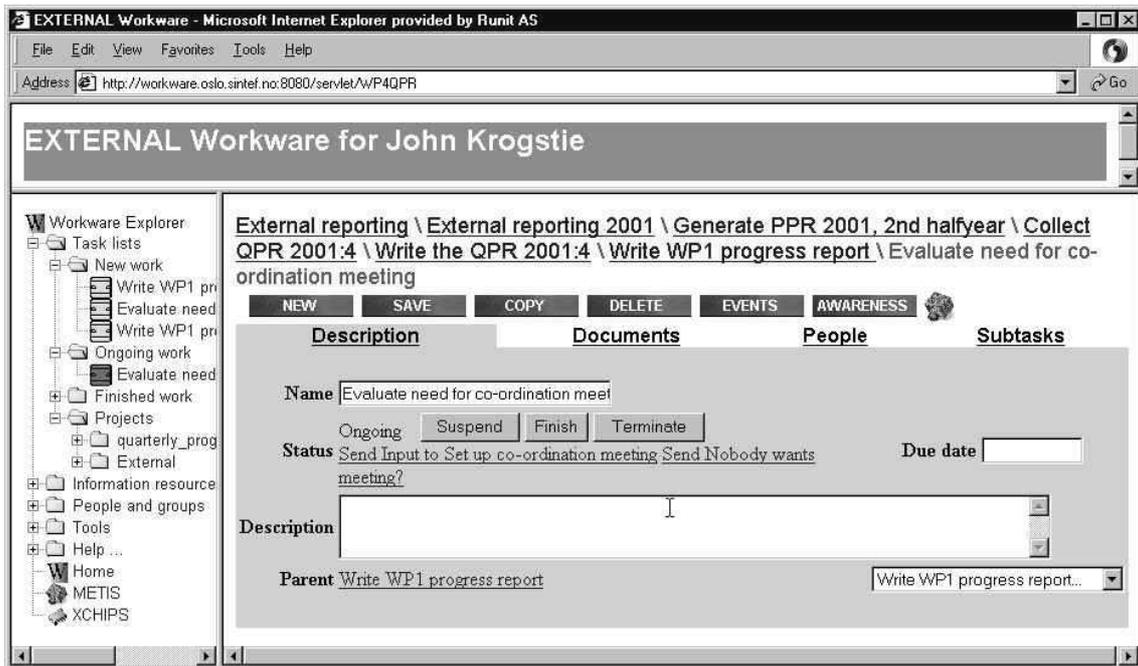 EXTERNAL Workware - Microsoft Internet Explorer provided by Runit AS
File Edit View Favorites Tools Help
Address http://workware.oslo.sintef.no:8080/servlet/WP4QPR Go
EXTERNAL Workware for John Krogstie
Workware Explorer
Task lists
New work
Write WP1 pr
Evaluate need
Write WP1 pr
Ongoing work
Evaluate need
Finished work
Projects
quarterly_prog
External
Information resource
People and groups
Tools
Help ...
Home
METIS
XCHIPS
External reporting \ External reporting 2001 \ Generate PPR 2001, 2nd halfyear \ Collect
QPR 2001:4 \ Write the QPR 2001:4 \ Write WP1 progress report \ Evaluate need for co-
ordination meeting
NEW SAVE COPY DELETE EVENTS AWARENESS
Description Documents People Subtasks
Name Evaluate need for co-ordination meet
Ongoing Suspend Finish Terminate
Status Send Input to Set up co-ordination meeting Send Nobody wants Due date
meeting?
Description
Parent Write WP1 progress report Write WP1 progress report...